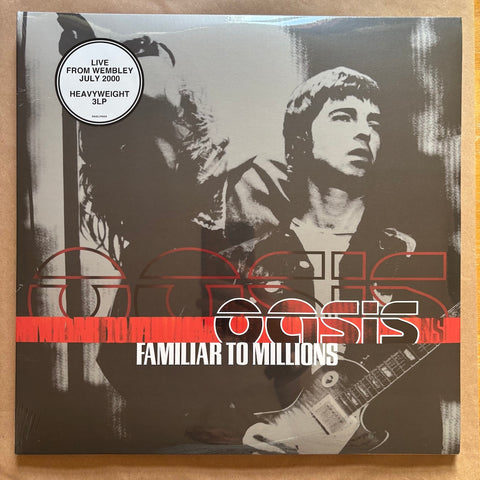 LIVE
FROM WEMBLEY
JULY 2000
HEAVYWEIGHT
3LP
OASIS
oasis
FAMILIAR TO MILLIONS